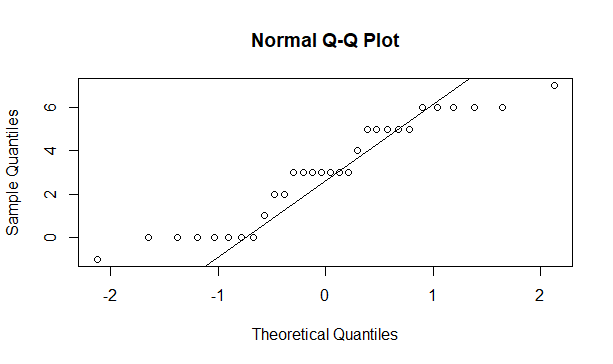 Normal Q-Q Plot
Sample Quantiles
6
4
2
0
-2 -1 0 1 2
Theoretical Quantiles